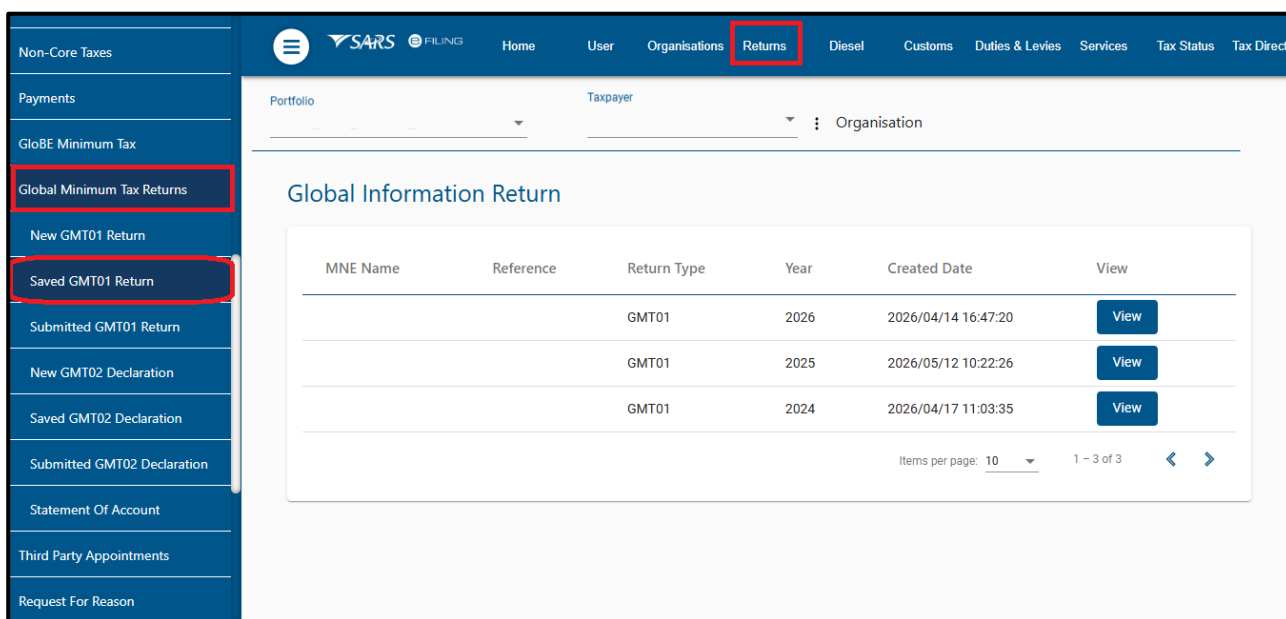 Non-Core Taxes
Payments
GloBE Minimum Tax
Global Minimum Tax Returns
New GMT01 Return
Saved GMT01 Return
Submitted GMT01 Return
New GMT02 Declaration
Saved GMT02 Declaration
Submitted GMT02 Declaration
Statement Of Account
Third Party Appointments
Request For Reason
SARS e FILING Home User Organisations Returns Diesel Customs Duties & Levies Services Tax Status Tax Direct
Portfolio Taxpayer
Organisation
Global Information Return
MNE Name Reference Return Type Year Created Date View
GMT01 2026 2026/04/14 16:47:20 View
GMT01 2025 2026/05/12 10:22:26 View
GMT01 2024 2026/04/17 11:03:35 View
Items per page: 10 1 – 3 of 3